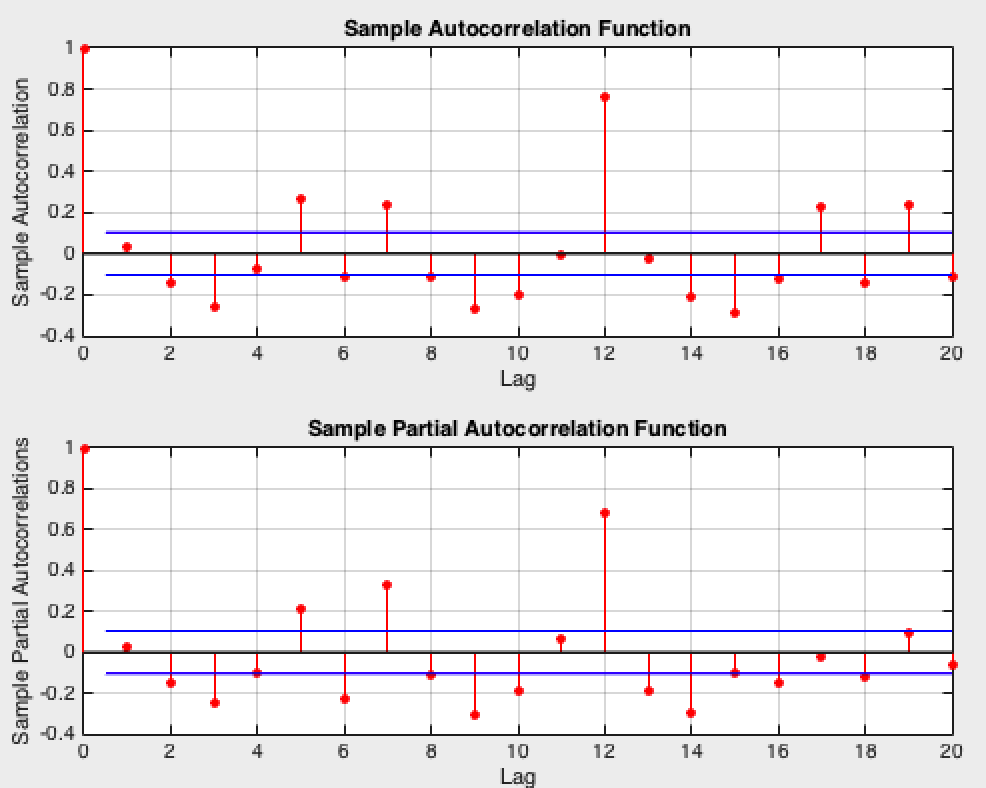 Sample Autocorrelation Function
Sample Autocorrelation
1
0.8
0.6
0.4
0.2
0
-0.2
-0.4
0 2 4 6 8 10 12 14 16 18 20
Lag
Sample Partial Autocorrelation Function
Sample Partial Autocorrelations
1
0.8
0.6
0.4
0.2
0
-0.2
-0.4
0 2 4 6 8 10 12 14 16 18 20
Lag